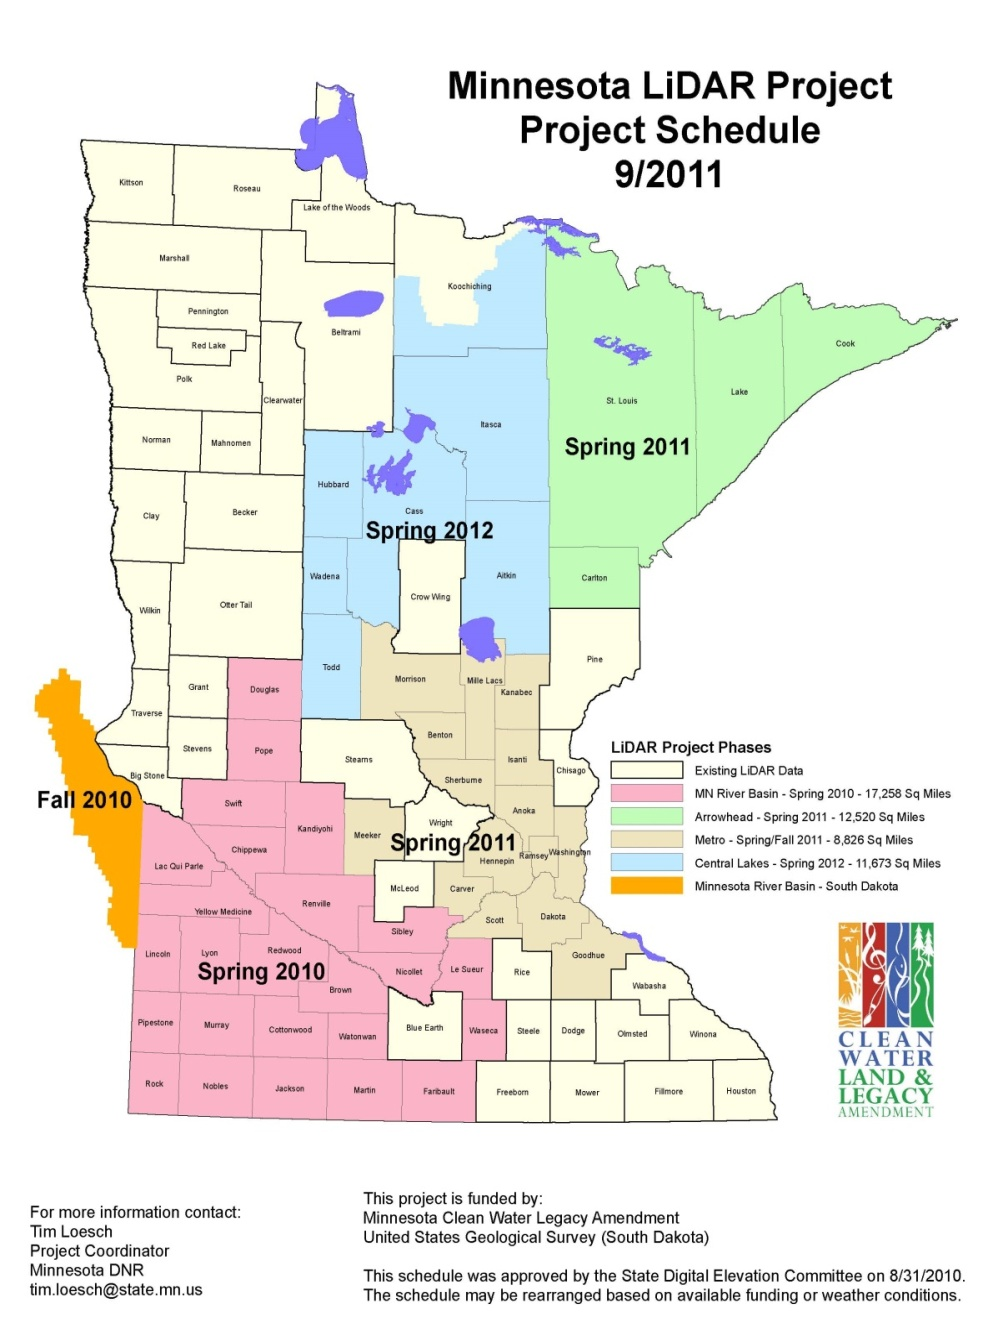 Minnesota LiDAR Project
Project Schedule
9/2011
Kittson
Roseau
Lake of the Woods
Marshall
Koochiching
Pennington
Beltrami
Red Lake
Cook
Polk
Lake
Clearwater
St. Louis
Itasca
Norman
Mahnomen
Spring 2011
Hubbard
Cass
Becker
Clay
Spring 2012
Wadena
Aitkin
Carlton
Crow Wing
Otter Tail
Wilkin
Pine
Todd
Morrison
Mille Lacs
Kanabec
Grant
Douglas
Traverse
Benton
Stevens
Pope
Stearns
Isanti
Chisago
Big Stone
Sherburne
Fall 2010
Swift
Anoka
Kandiyohi
Meeker
Wright
Spring 2011
Chippewa
Hennepin
Ramsey
Washington
Lac Qui Parle
McLeod
Carver
Renville
Yellow Medicine
Scott
Dakota
Sibley
Lincoln
Lyon
Redwood
Goodhue
Spring 2010
Nicollet
Le Sueur
Rice
Wabasha
Brown
Pipestone
Murray
Cottonwood
Watonwan
Blue Earth
Waseca
Steele
Dodge
Olmsted
Winona
Rock
Nobles
Jackson
Martin
Faribault
Freeborn
Mower
Fillmore
Houston
LiDAR Project Phases
Existing LiDAR Data
MN River Basin - Spring 2010 - 17,258 Sq Miles
Arrowhead - Spring 2011 - 12,520 Sq Miles
Metro - Spring/Fall 2011 - 8,826 Sq Miles
Central Lakes - Spring 2012 - 11,673 Sq Miles
Minnesota River Basin - South Dakota
CLEAN
WATER
LAND &
LEGACY
AMENDMENT
For more information contact:
Tim Loesch
Project Coordinator
Minnesota DNR
tim.loesch@state.mn.us
This project is funded by:
Minnesota Clean Water Legacy Amendment
United States Geological Survey (South Dakota)
This schedule was approved by the State Digital Elevation Committee on 8/31/2010.
The schedule may be rearranged based on available funding or weather conditions.